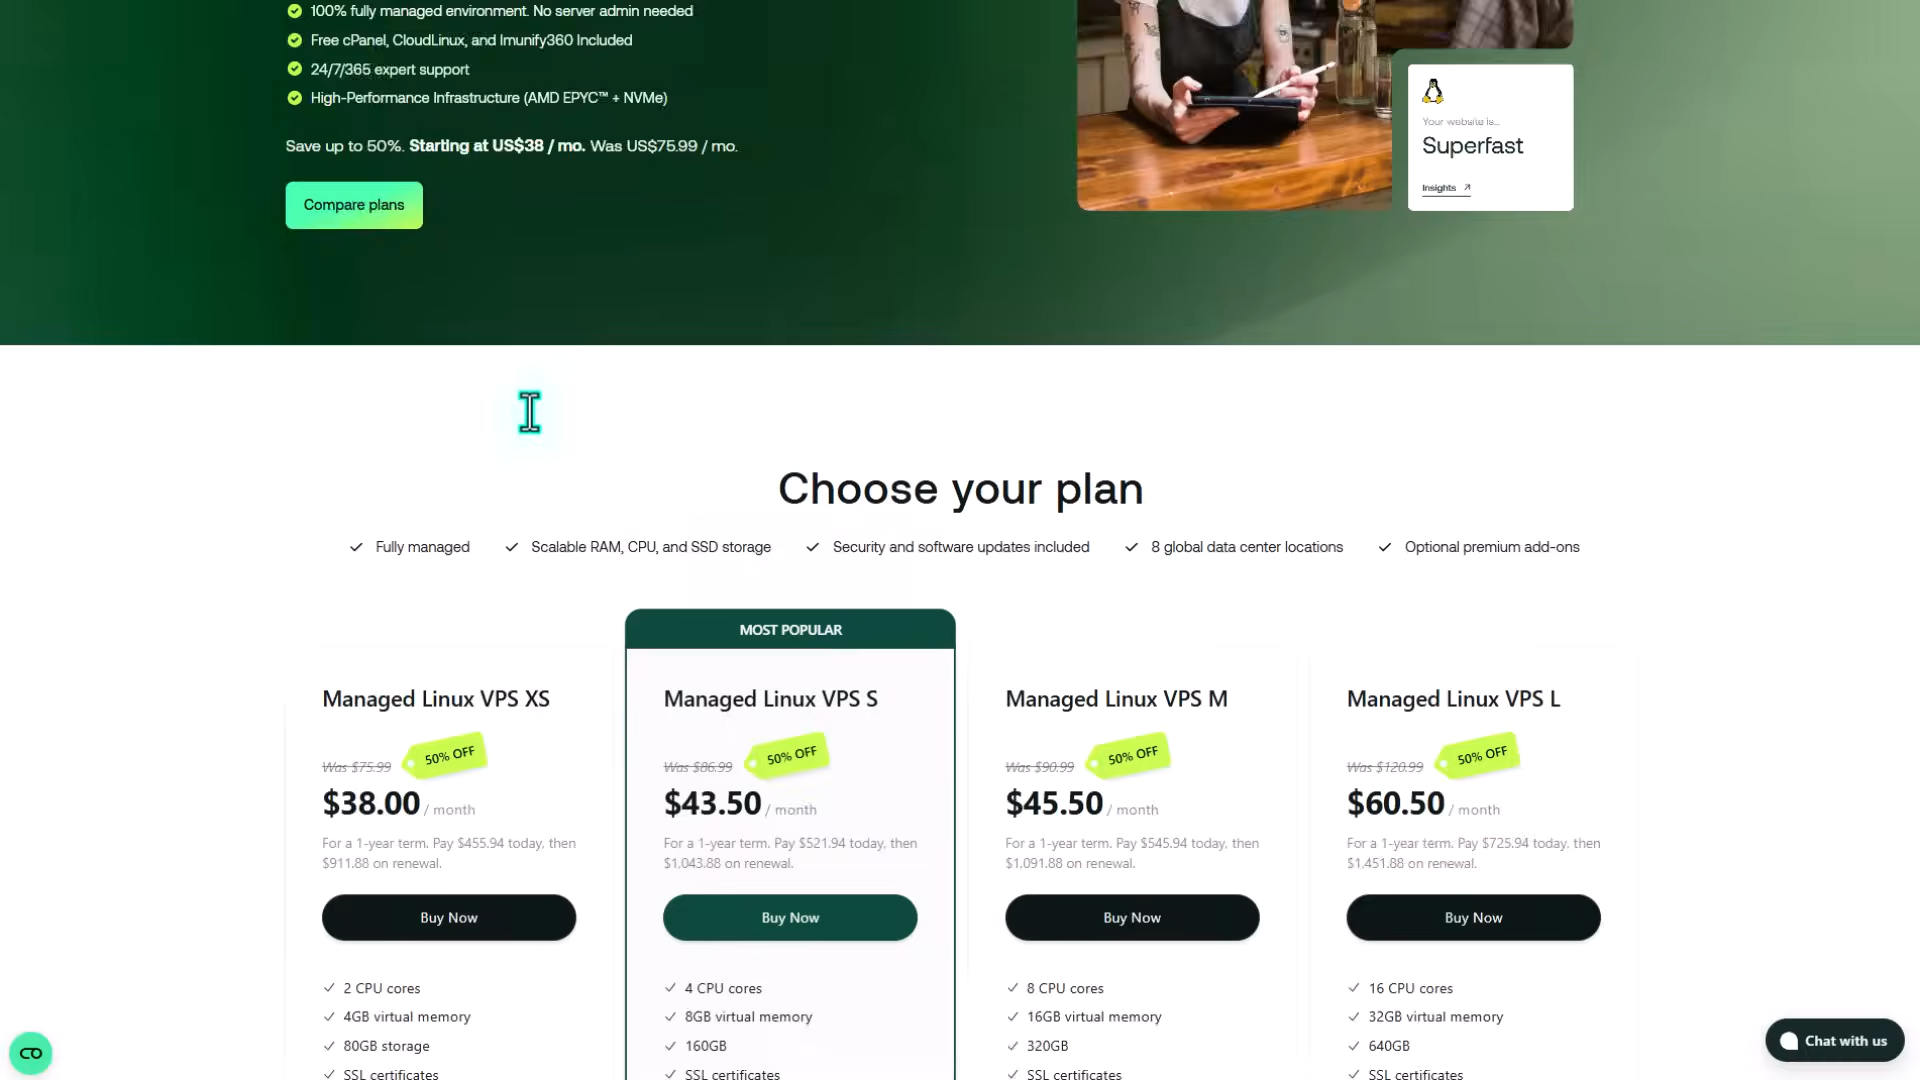 100% fully managed environment. No server admin needed
Free cPanel, CloudLinux, and Imunify360 Included
24/7/365 expert support
High-Performance Infrastructure (AMD EPYC™ + NVMe)
Save up to 50%. Starting at US$38 / mo. Was US$75.99 / mo.
Compare plans
Your website is...
Superfast
Insights
Choose your plan
Fully managed
Scalable RAM, CPU, and SSD storage
Security and software updates included
8 global data center locations
Optional premium add-ons
MOST POPULAR
Managed Linux VPS XS
Was $75.99
50% OFF
$38.00 / month
For a 1-year term. Pay $455.94 today, then
$911.88 on renewal.
Buy Now
2 CPU cores
4GB virtual memory
80GB storage
SSL certificates
Managed Linux VPS S
Was $86.99
50% OFF
$43.50 / month
For a 1-year term. Pay $521.94 today, then
$1,043.88 on renewal.
Buy Now
4 CPU cores
8GB virtual memory
160GB
SSL certificates
Managed Linux VPS M
Was $90.99
50% OFF
$45.50 / month
For a 1-year term. Pay $545.94 today, then
$1,091.88 on renewal.
Buy Now
8 CPU cores
16GB virtual memory
320GB
SSL certificates
Managed Linux VPS L
Was $120.99
50% OFF
$60.50 / month
For a 1-year term. Pay $725.94 today, then
$1,451.88 on renewal.
Buy Now
16 CPU cores
32GB virtual memory
640GB
SSL certificates
Chat with us